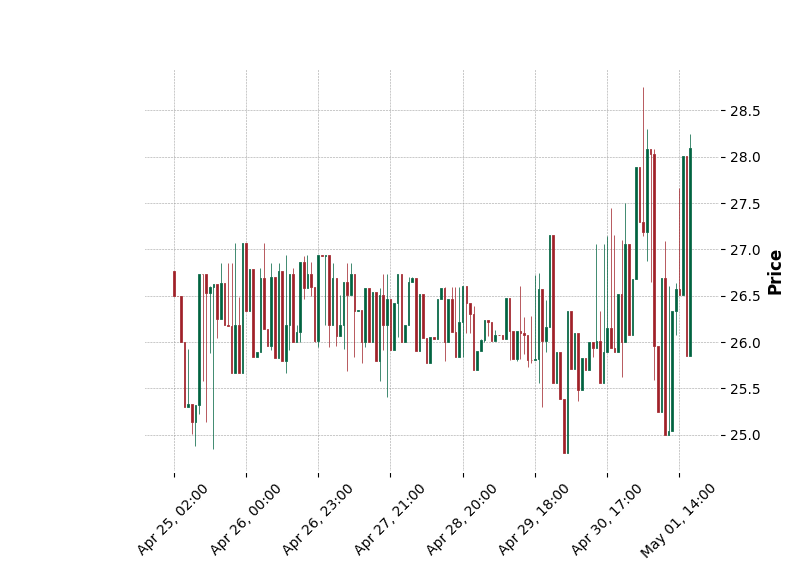 28.5
28.0
27.5
27.0
26.5
26.0
25.5
25.0
Price
Apr 25, 02:00
Apr 26, 00:00
Apr 26, 23:00
Apr 27, 21:00
Apr 28, 20:00
Apr 29, 18:00
Apr 30, 17:00
May 01, 14:00